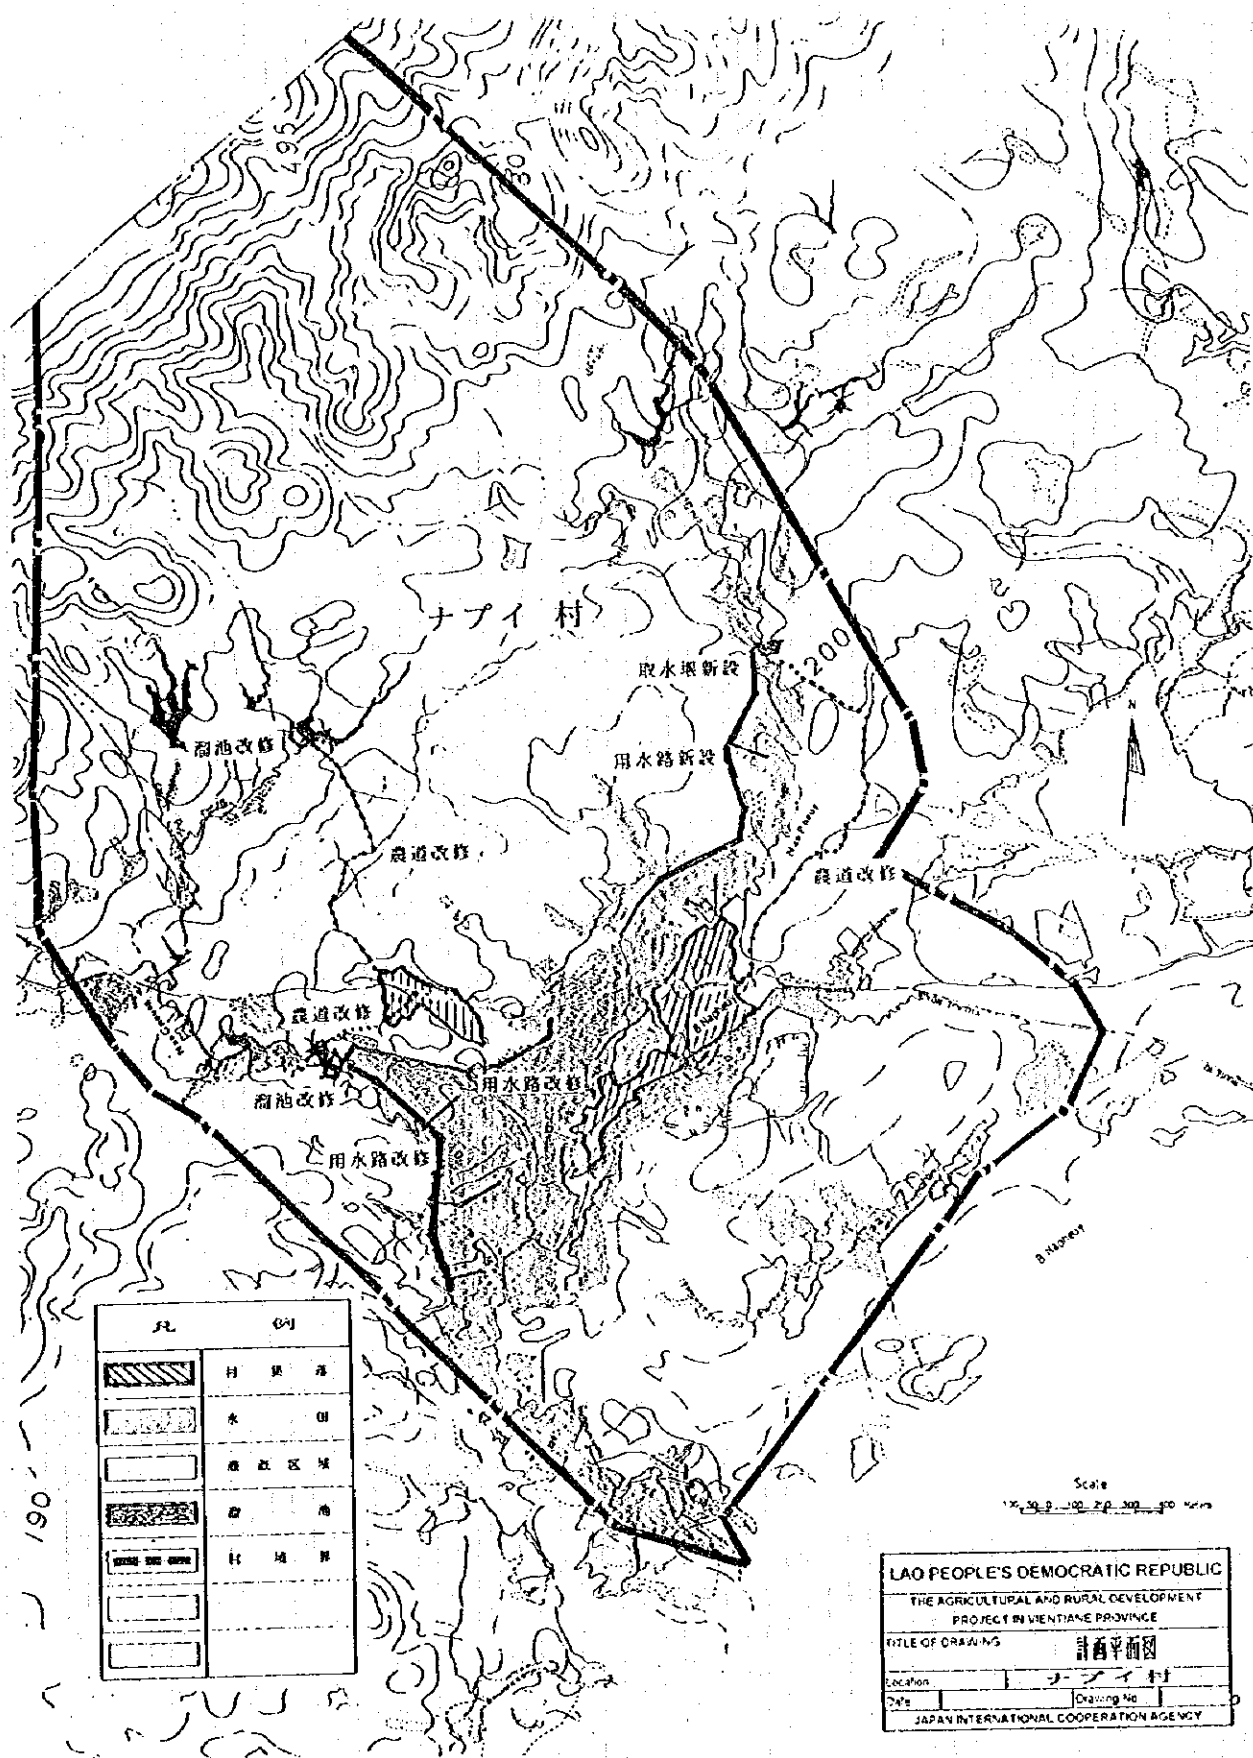 495
ナプイ 村
取水堰新設
200
溜池改修
用水路新設
N
農道改修
農道改修
農道改修
用水路改修
溜池改修
用水路改修
190
凡 例
村 集 落
水 田
村 境 界
Scale
LAO PEOPLE'S DEMOCRATIC REPUBLIC
THE AGRICULTURAL AND RURAL DEVELOPMENT
PROJECT IN VIENTIANE PROVINCE
TITLE OF DRAWING 計画平面図
Location ナプイ村
Date Drawing No
JAPAN INTERNATIONAL COOPERATION AGENCY